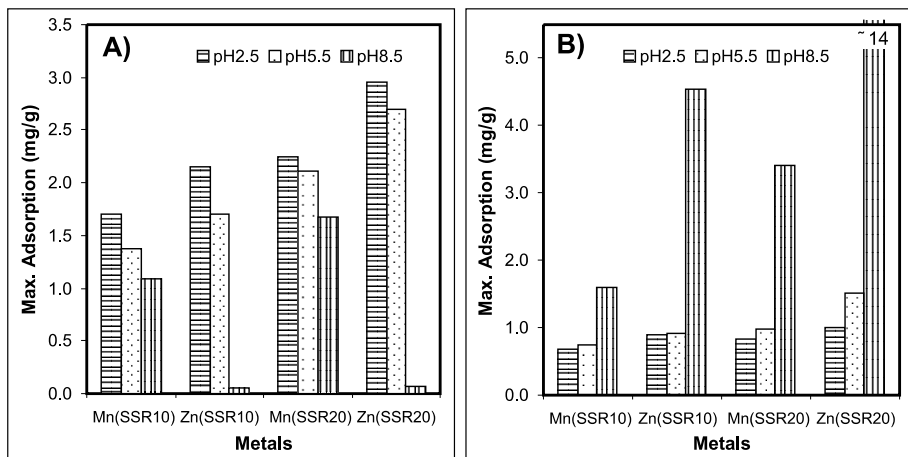 A)
pH2.5 pH5.5 pH8.5
Max. Adsorption (mg/g)
3.5
3.0
2.5
2.0
1.5
1.0
0.5
0.0
Mn(SSR10) Zn(SSR10) Mn(SSR20) Zn(SSR20)
Metals
B)
~ 14
pH2.5 pH5.5 pH8.5
Max. Adsorption (mg/g)
5.0
4.0
3.0
2.0
1.0
0.0
Mn(SSR10) Zn(SSR10) Mn(SSR20) Zn(SSR20)
Metals